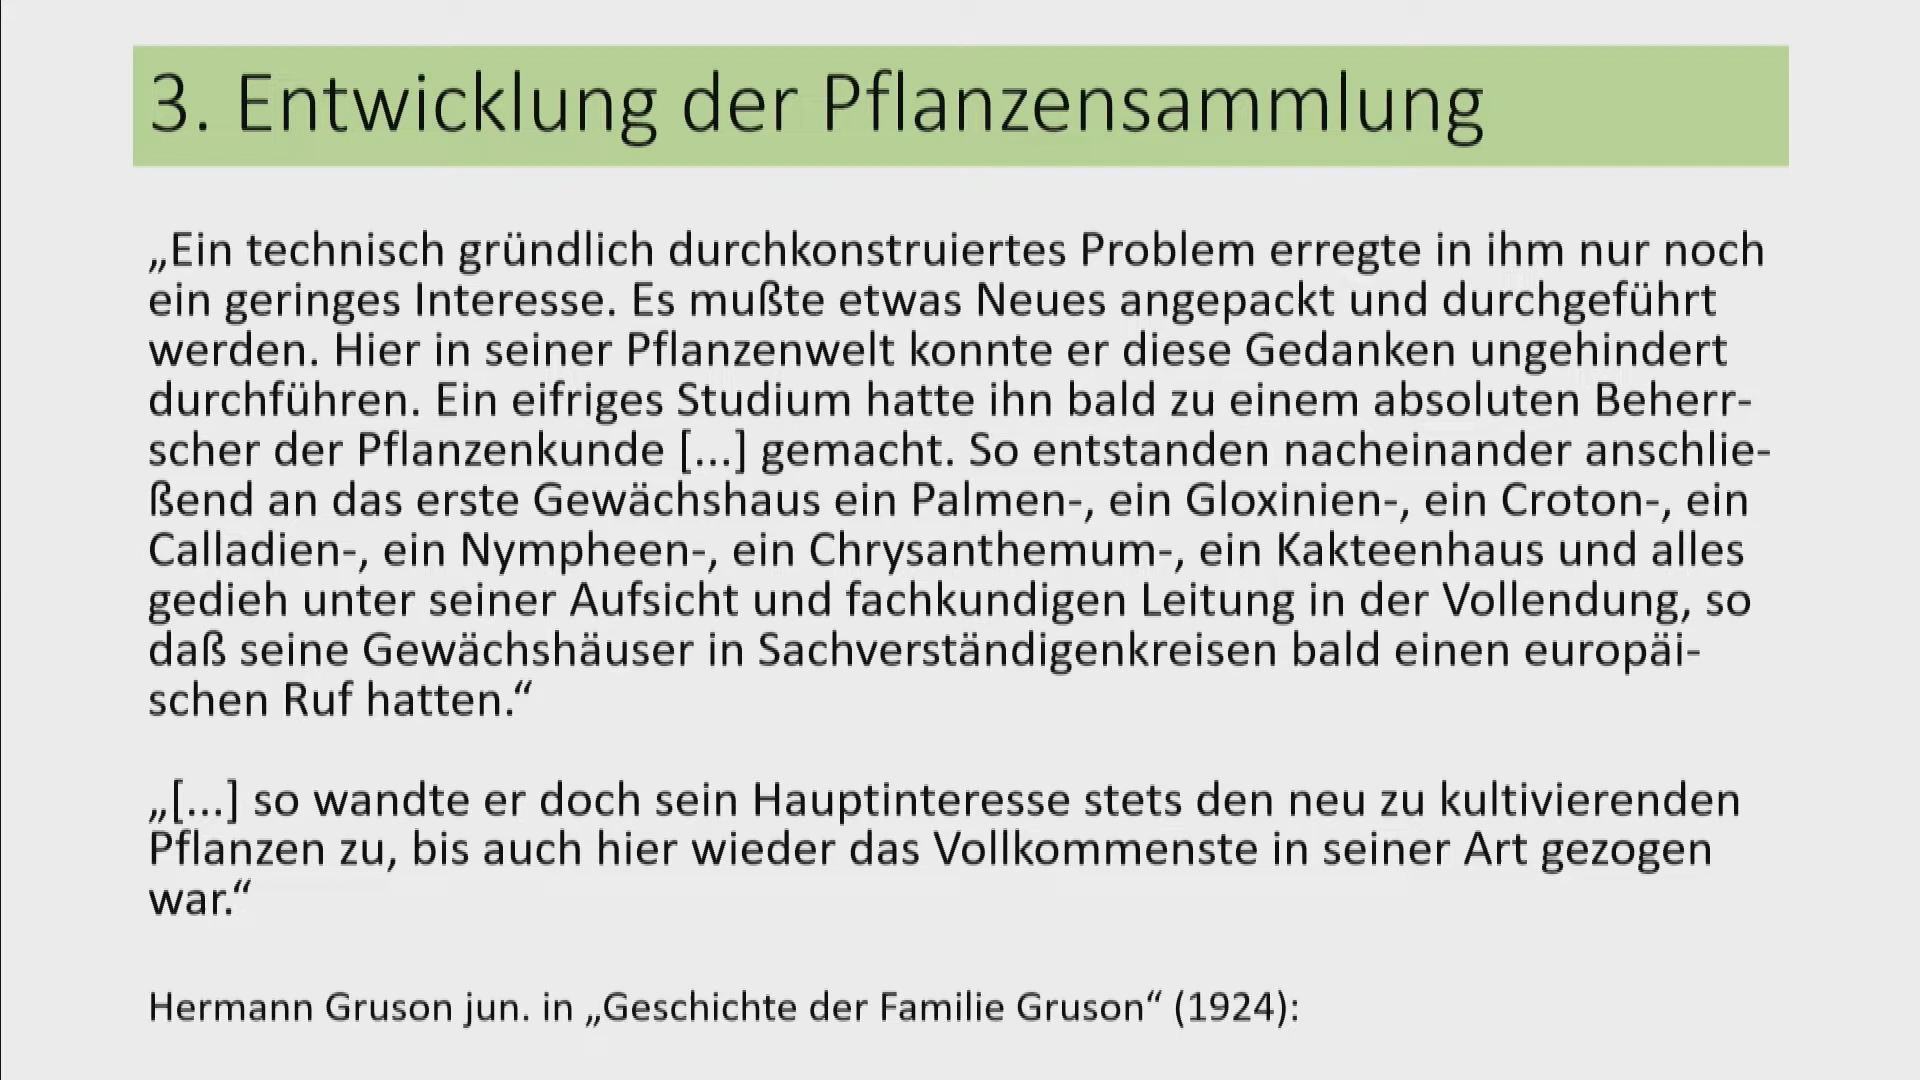 3. Entwicklung der Pflanzensammlung
„Ein technisch gründlich durchkonstruiertes Problem erregte in ihm nur noch
ein geringes Interesse. Es mußte etwas Neues angepackt und durchgeführt
werden. Hier in seiner Pflanzenwelt konnte er diese Gedanken ungehindert
durchführen. Ein eifriges Studium hatte ihn bald zu einem absoluten Beherr-
scher der Pflanzenkunde [...] gemacht. So entstanden nacheinander anschlie-
ßend an das erste Gewächshaus ein Palmen-, ein Gloxinien-, ein Croton-, ein
Calladien-, ein Nympheen-, ein Chrysanthemum-, ein Kakteenhaus und alles
gedieh unter seiner Aufsicht und fachkundigen Leitung in der Vollendung, so
daß seine Gewächshäuser in Sachverständigenkreisen bald einen europäi-
schen Ruf hatten.“
„[...] so wandte er doch sein Hauptinteresse stets den neu zu kultivierenden
Pflanzen zu, bis auch hier wieder das Vollkommenste in seiner Art gezogen
war.“
Hermann Gruson jun. in „Geschichte der Familie Gruson“ (1924):